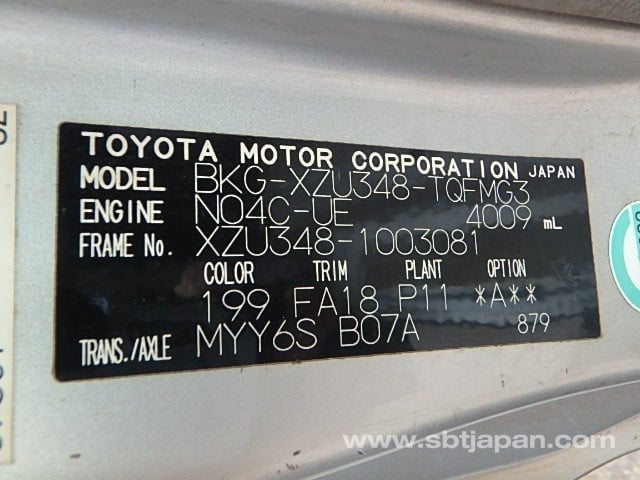 TOYOTA MOTOR CORPORATION JAPAN
MODEL BKG-XZU348-TQFMG3
ENGINE N04C-UE 4009 mL
FRAME No. XZU348-1003081
COLOR TRIM PLANT OPTION
199 FA18 P11 *A**
TRANS./AXLE MYY6S B07A 879
www.sbtjapan.com